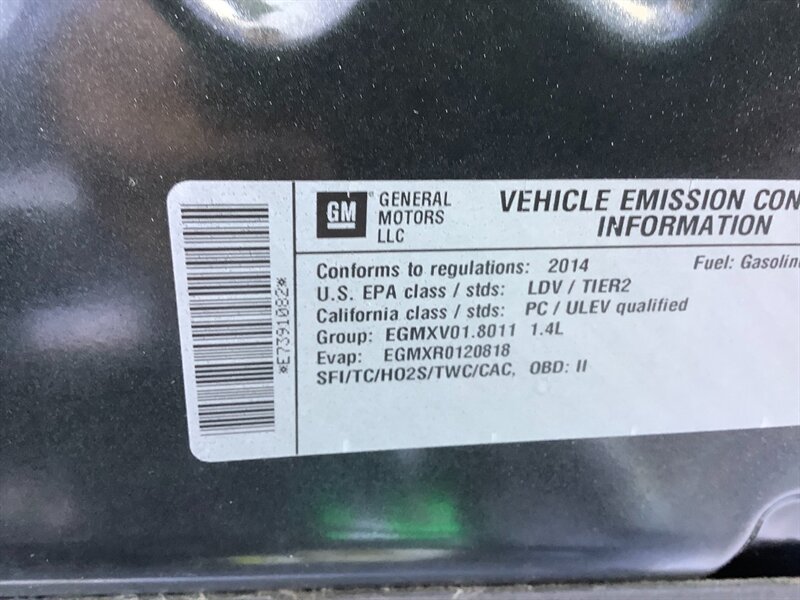 *E7391082*
GM
GENERAL
MOTORS
LLC
VEHICLE EMISSION CON
INFORMATION
Conforms to regulations: 2014
Fuel: Gasolin
U.S. EPA class / stds: LDV / TIER2
California class / stds: PC / ULEV qualified
Group: EGMXV01.8011 1.4L
Evap: EGMXR0120818
SFI/TC/HO2S/TWC/CAC, OBD: II